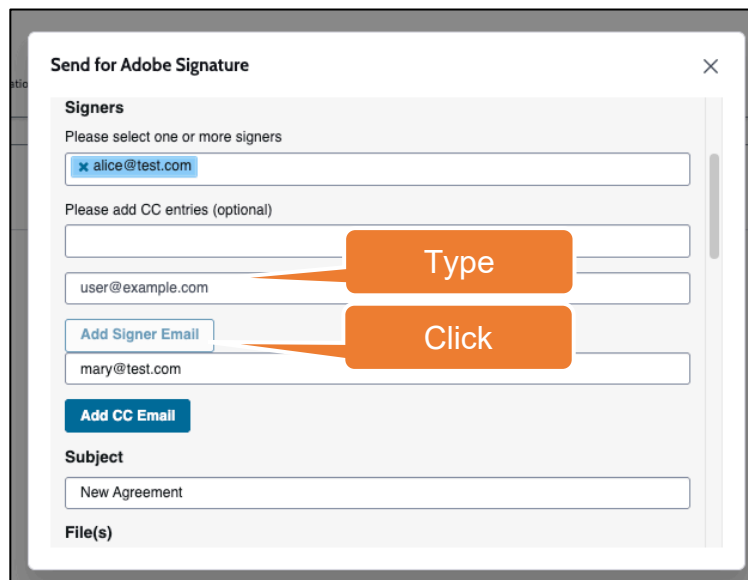 Send for Adobe Signature
Signers
Please select one or more signers
× alice@test.com
Please add CC entries (optional)
Type
user@example.com
Add Signer Email
Click
mary@test.com
Add CC Email
Subject
New Agreement
File(s)